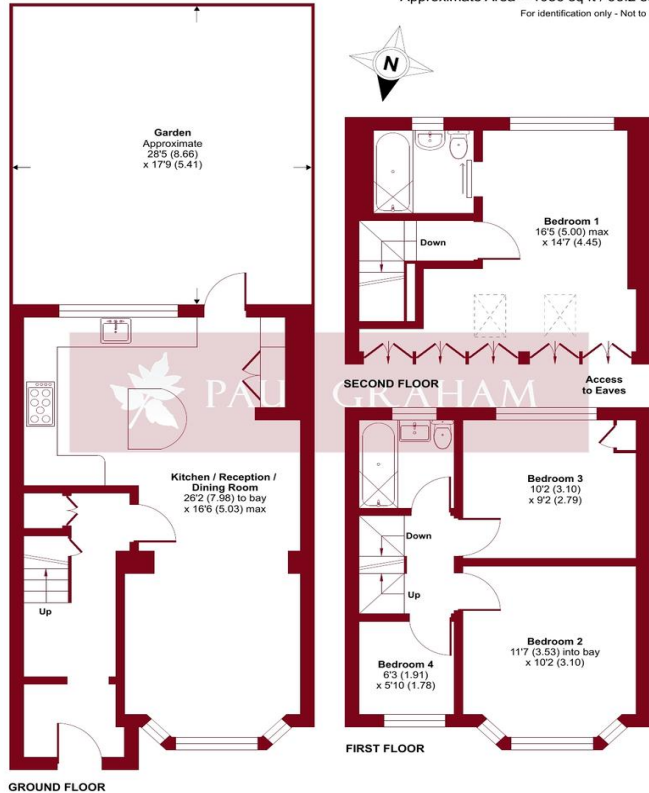 For identification only - Not to
N
Garden
Approximate
28'5 (8.66)
x 17'9 (5.41)
Down
Bedroom 1
16'5 (5.00) max
x 14'7 (4.45)
SECOND FLOOR
Access
to Eaves
PAUL GRAHAM
Kitchen / Reception /
Dining Room
26'2 (7.98) to bay
x 16'6 (5.03) max
Up
Bedroom 3
10'2 (3.10)
x 9'2 (2.79)
Down
Up
Bedroom 4
6'3 (1.91)
x 5'10 (1.78)
Bedroom 2
11'7 (3.53) into bay
x 10'2 (3.10)
FIRST FLOOR
GROUND FLOOR